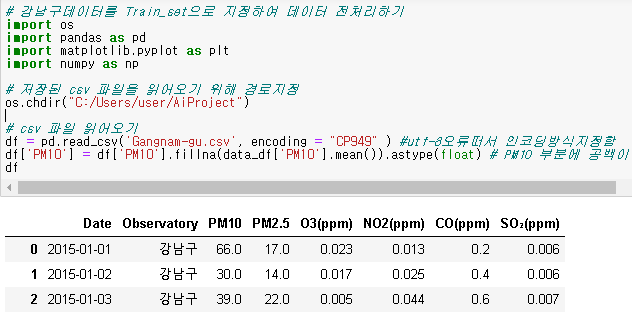 # 강남구데이터를 Train_set으로 지정하여 데이터 전처리하기
import os
import pandas as pd
import matplotlib.pyplot as plt
import numpy as np
# 저장된 csv 파일을 읽어오기 위해 경로지정
os.chdir("C:/Users/user/AiProject")
# csv 파일 읽어오기
df = pd.read_csv('Gangnam-gu.csv', encoding = "CP949" ) #utf-8오류떠서 인코딩방식지정함
df['PM10'] = df['PM10'].fillna(data_df['PM10'].mean()).astype(float) # PM10 부분에 공백이
df
Date Observatory PM10 PM2.5 O3(ppm) NO2(ppm) CO(ppm) SO₂(ppm)
0 2015-01-01 강남구 66.0 17.0 0.023 0.013 0.2 0.006
1 2015-01-02 강남구 30.0 14.0 0.017 0.025 0.4 0.006
2 2015-01-03 강남구 39.0 22.0 0.005 0.044 0.6 0.007